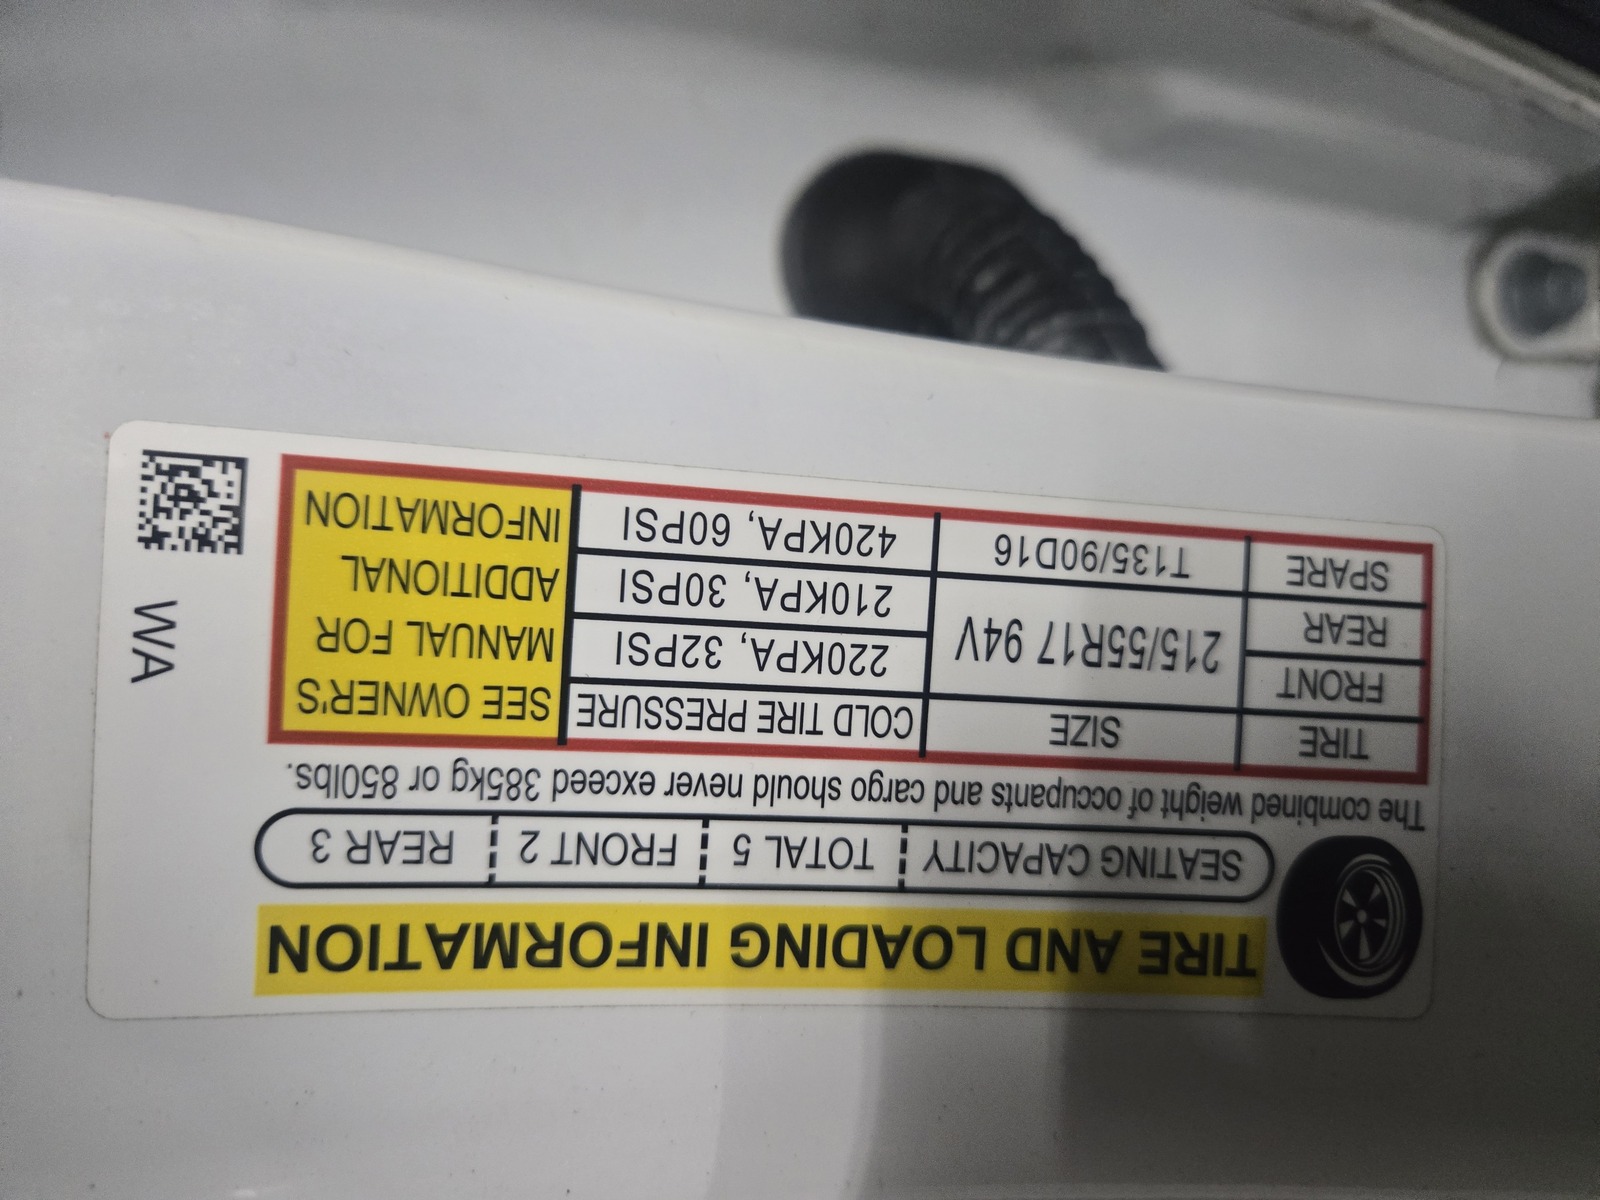 TIRE AND LOADING INFORMATION
SEATING CAPACITY TOTAL 5 FRONT 2 REAR 3
The combined weight of occupants and cargo should never exceed 385kg or 850lbs.
TIRE SIZE COLD TIRE PRESSURE
FRONT 215/55R17 94V 220KPA, 32PSI
REAR 210KPA, 30PSI
SPARE T135/90D16 420KPA, 60PSI
SEE OWNER'S
MANUAL FOR
ADDITIONAL
INFORMATION
WA